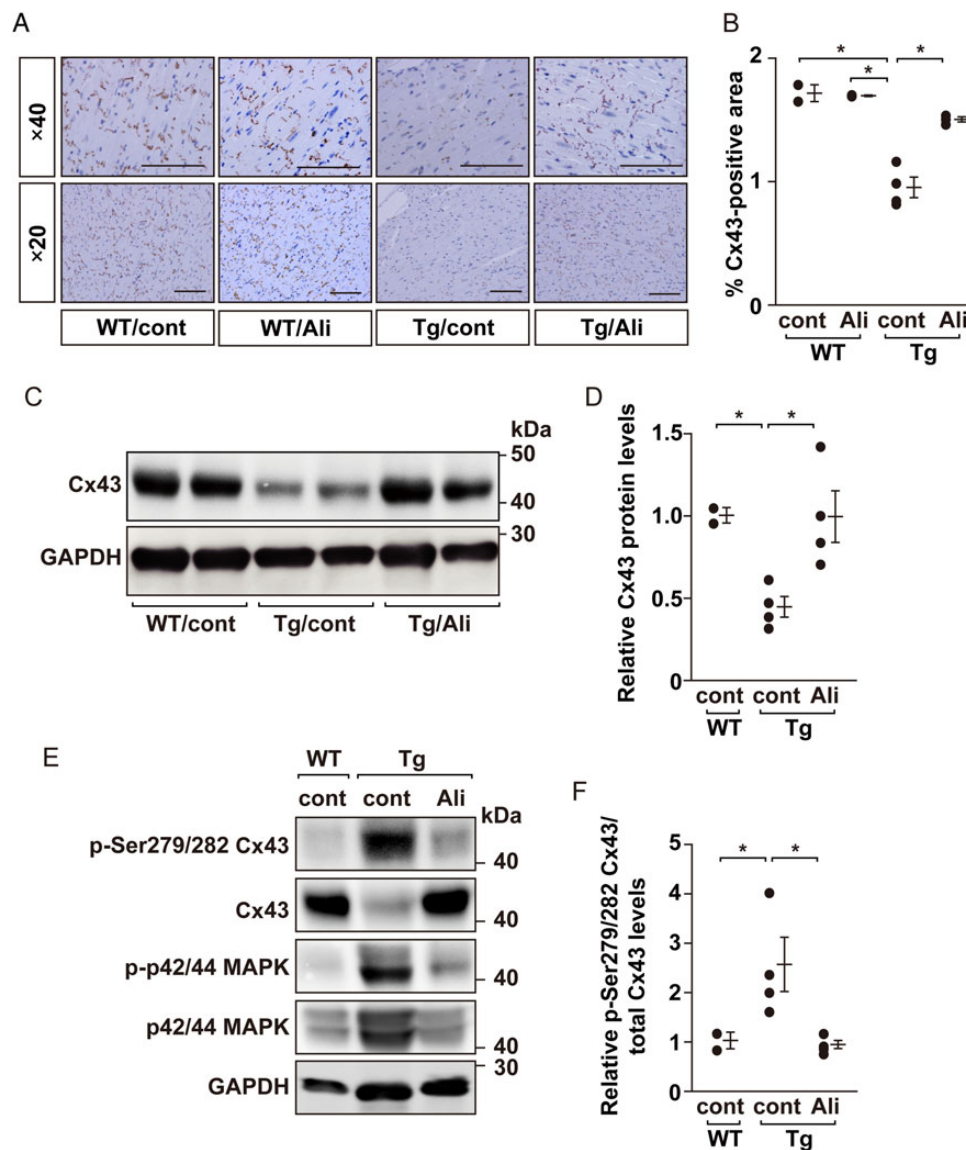 A
×40
×20
WT/cont
WT/Ali
Tg/cont
Tg/Ali
B
% Cx43-positive area
2
1
0
*
*
*
cont Ali cont Ali
WT Tg
C
kDa
Cx43
50
40
GAPDH
30
WT/cont
Tg/cont
Tg/Ali
D
Relative Cx43 protein levels
1.5
1.0
0.5
0
*
*
cont cont Ali
WT Tg
E
WT Tg
cont cont Ali
kDa
p-Ser279/282 Cx43
40
Cx43
40
p-p42/44 MAPK
40
p42/44 MAPK
40
GAPDH
30
F
Relative p-Ser279/282 Cx43/
total Cx43 levels
5
4
3
2
1
0
*
*
cont cont Ali
WT Tg